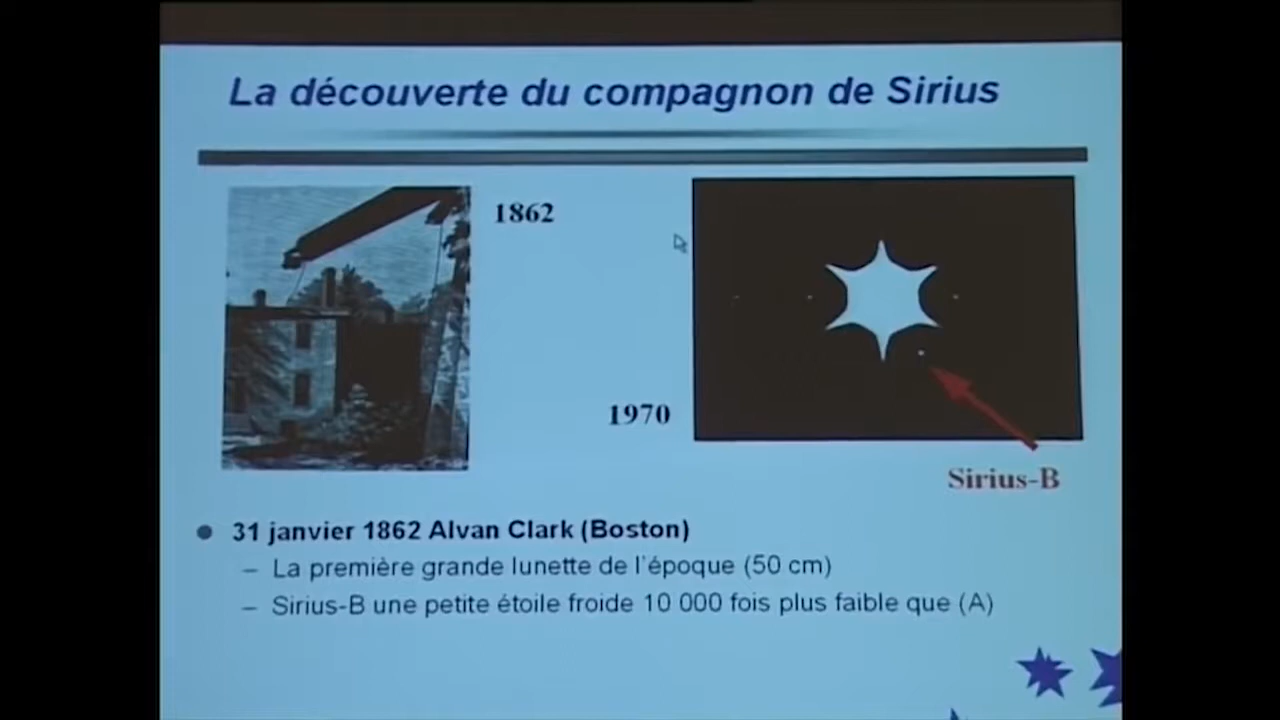 La découverte du compagnon de Sirius
1862
1970
Sirius-B
31 janvier 1862 Alvan Clark (Boston)
– La première grande lunette de l'époque (50 cm)
– Sirius-B une petite étoile froide 10 000 fois plus faible que (A)